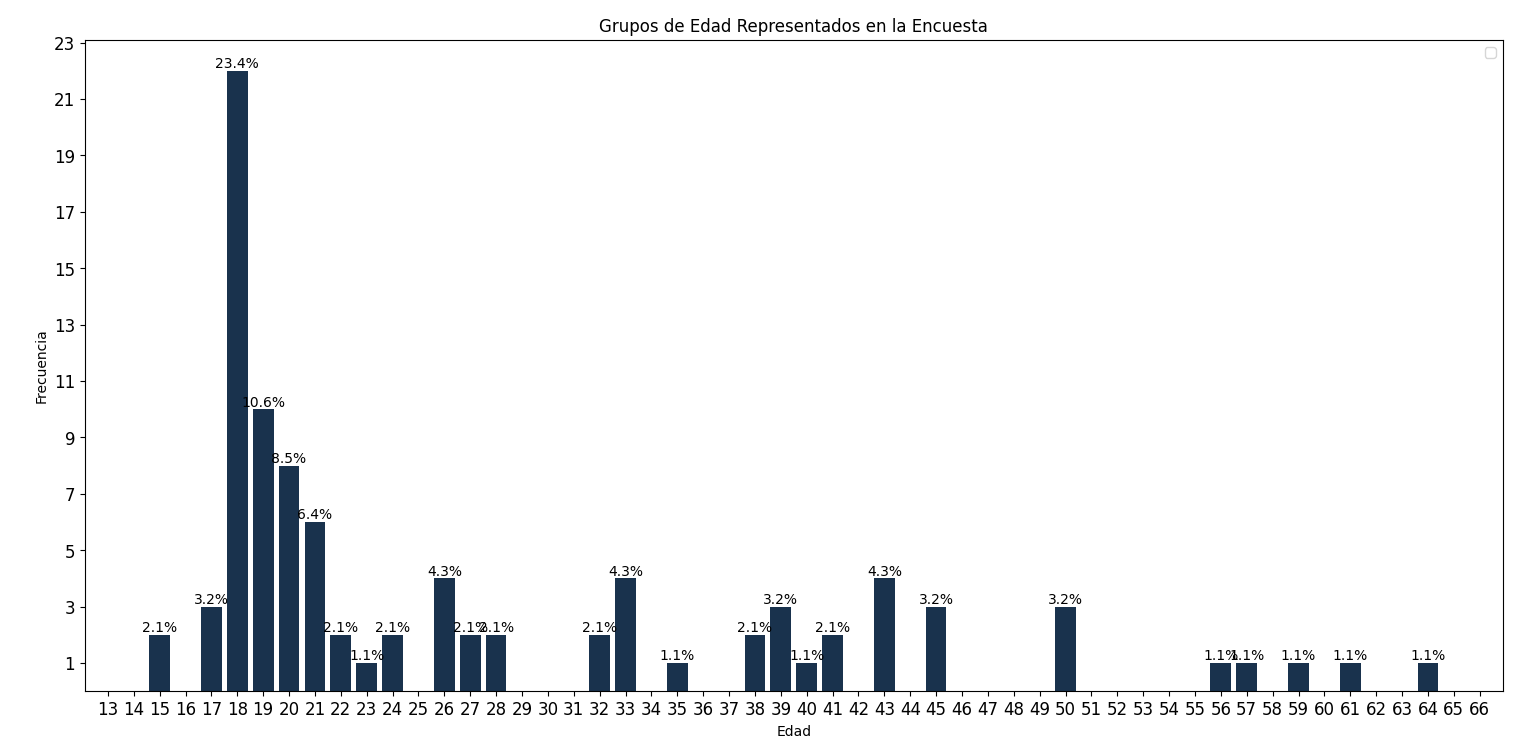 Grupos de Edad Representados en la Encuesta
23
21
19
17
15
13
11
9
7
5
3
1
Frecuencia
2.1% 3.2% 23.4% 10.6% 8.5% 6.4% 2.1% 1.1% 2.1% 4.3% 2.1% 2.1% 2.1% 4.3% 1.1% 2.1% 3.2% 1.1% 2.1% 4.3% 3.2% 3.2% 1.1% 1.1% 1.1% 1.1% 1.1%
13 14 15 16 17 18 19 20 21 22 23 24 25 26 27 28 29 30 31 32 33 34 35 36 37 38 39 40 41 42 43 44 45 46 47 48 49 50 51 52 53 54 55 56 57 58 59 60 61 62 63 64 65 66
Edad